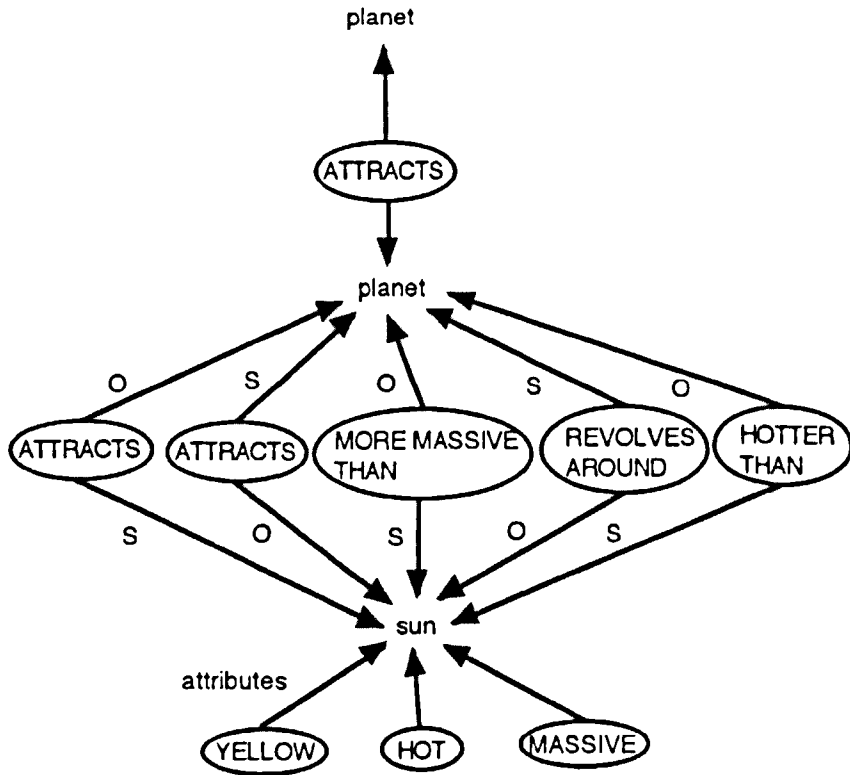 planet
ATTRACTS
planet
O S O S O
ATTRACTS ATTRACTS MORE MASSIVE REVOLVES HOTTER
THAN AROUND THAN
S O S O S
sun
attributes
YELLOW HOT MASSIVE